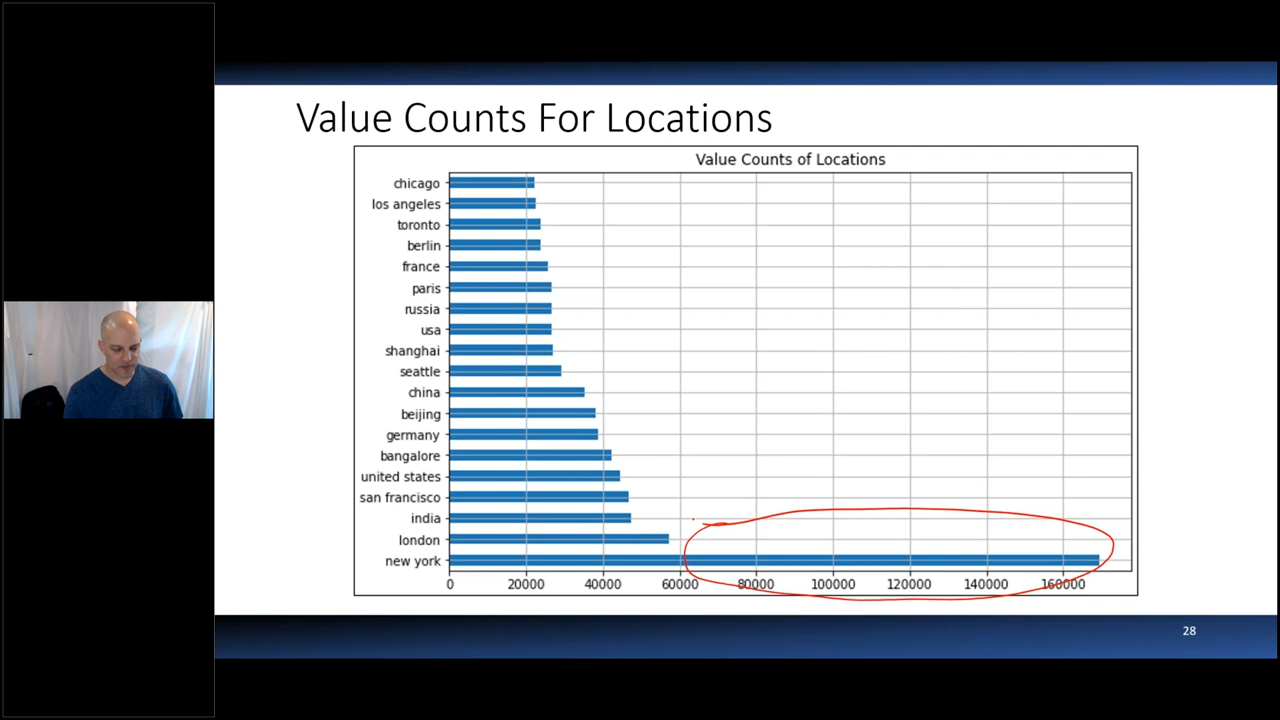 Value Counts For Locations
Value Counts of Locations
chicago
los angeles
toronto
berlin
france
paris
russia
usa
shanghai
seattle
china
beijing
germany
bangalore
united states
san francisco
india
london
new york
0 20000 40000 60000 80000 100000 120000 140000 160000
28